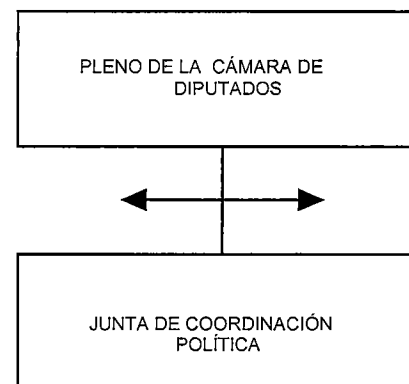 PLENO DE LA CÁMARA DE
DIPUTADOS
JUNTA DE COORDINACIÓN
POLÍTICA